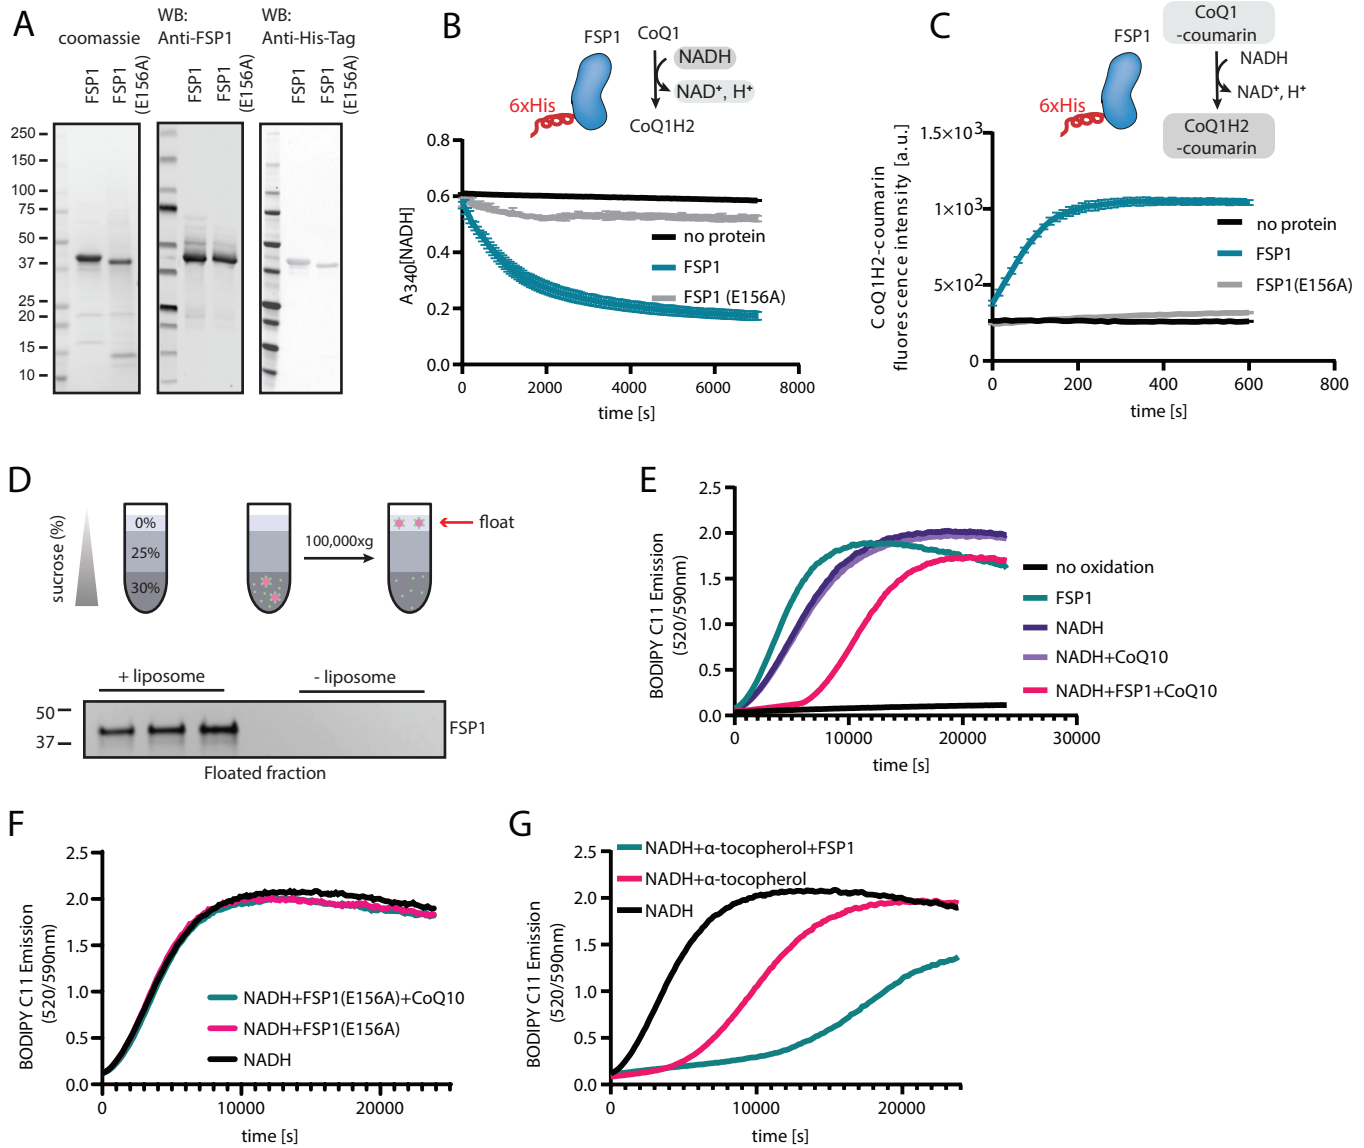 A
coomassie
WB:
Anti-FSP1
WB:
Anti-His-Tag
FSP1
FSP1
(E156A)
FSP1
FSP1
(E156A)
FSP1
FSP1
(E156A)
250
150
100
75
50
37
25
20
15
10
B
FSP1
CoQ1
NADH
NAD⁺, H⁺
6xHis
CoQ1H2
A340[NADH]
0.8
0.6
0.4
0.2
0.0
no protein
FSP1
FSP1 (E156A)
0
2000
4000
6000
8000
time [s]
C
FSP1
CoQ1
-coumarin
NADH
NAD⁺, H⁺
6xHis
CoQ1H2
-coumarin
CoQ1H2-coumarin
fluorescence intensity [a.u.]
1.5×10³
1×10³
5×10²
0
no protein
FSP1
FSP1(E156A)
0
200
400
600
800
time [s]
D
sucrose (%)
0%
25%
30%
100,000xg
float
+ liposome
- liposome
50
37
FSP1
Floated fraction
E
BODIPY C11 Emission
(520/590nm)
2.5
2.0
1.5
1.0
0.5
0.0
no oxidation
FSP1
NADH
NADH+CoQ10
NADH+FSP1+CoQ10
0
10000
20000
30000
time [s]
F
BODIPY C11 Emission
(520/590nm)
2.5
2.0
1.5
1.0
0.5
0.0
NADH+FSP1(E156A)+CoQ10
NADH+FSP1(E156A)
NADH
0
10000
20000
time [s]
G
BODIPY C11 Emission
(520/590nm)
2.5
2.0
1.5
1.0
0.5
0.0
NADH+α-tocopherol+FSP1
NADH+α-tocopherol
NADH
0
10000
20000
time [s]